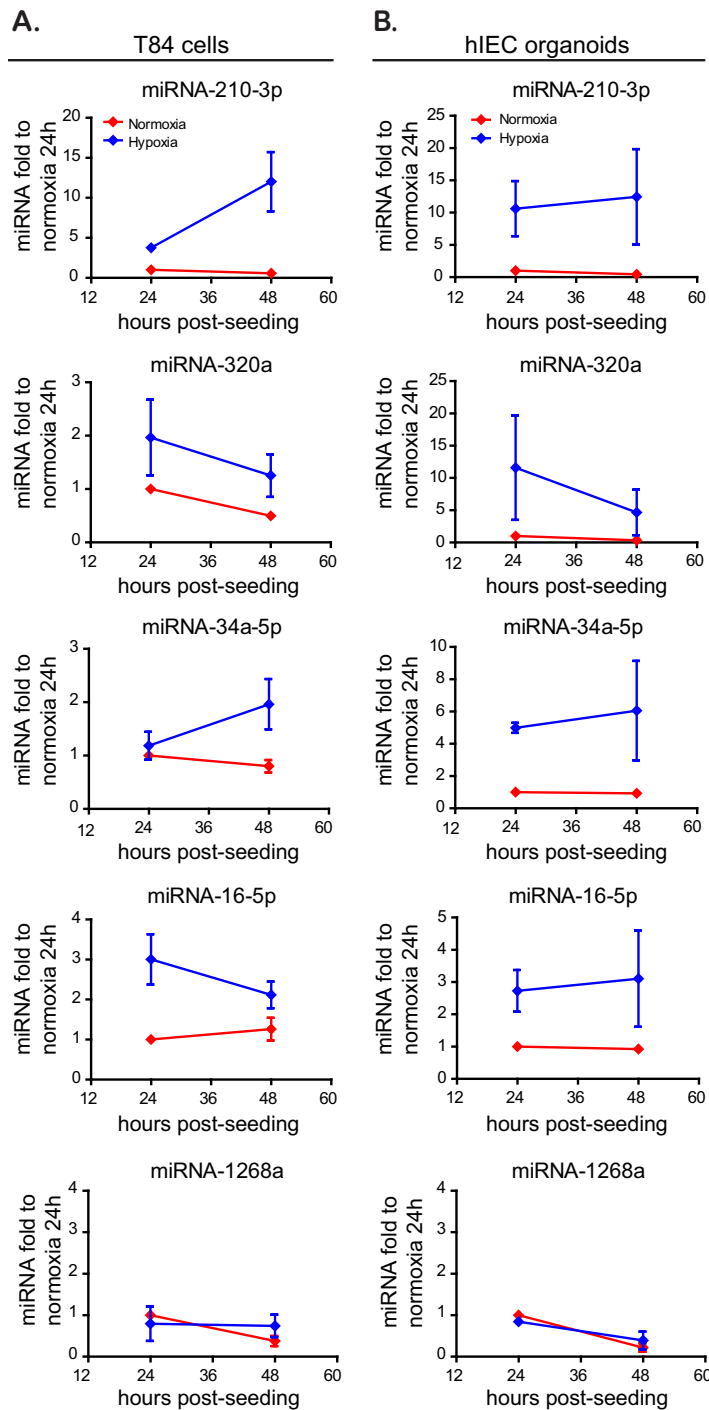 A.
T84 cells
miRNA-210-3p
miRNA fold to
normoxia 24h
20
15
10
5
0
Normoxia
Hypoxia
12 24 36 48 60
hours post-seeding
miRNA-320a
miRNA fold to
normoxia 24h
3
2
1
0
12 24 36 48 60
hours post-seeding
miRNA-34a-5p
miRNA fold to
normoxia 24h
3
2
1
0
12 24 36 48 60
hours post-seeding
miRNA-16-5p
miRNA fold to
normoxia 24h
4
3
2
1
0
12 24 36 48 60
hours post-seeding
miRNA-1268a
miRNA fold to
normoxia 24h
4
3
2
1
0
12 24 36 48 60
hours post-seeding
B.
hIEC organoids
miRNA-210-3p
miRNA fold to
normoxia 24h
25
20
15
10
5
0
Normoxia
Hypoxia
12 24 36 48 60
hours post-seeding
miRNA-320a
miRNA fold to
normoxia 24h
25
20
15
10
5
0
12 24 36 48 60
hours post-seeding
miRNA-34a-5p
miRNA fold to
normoxia 24h
10
8
6
4
2
0
12 24 36 48 60
hours post-seeding
miRNA-16-5p
miRNA fold to
normoxia 24h
5
4
3
2
1
0
12 24 36 48 60
hours post-seeding
miRNA-1268a
miRNA fold to
normoxia 24h
4
3
2
1
0
12 24 36 48 60
hours post-seeding